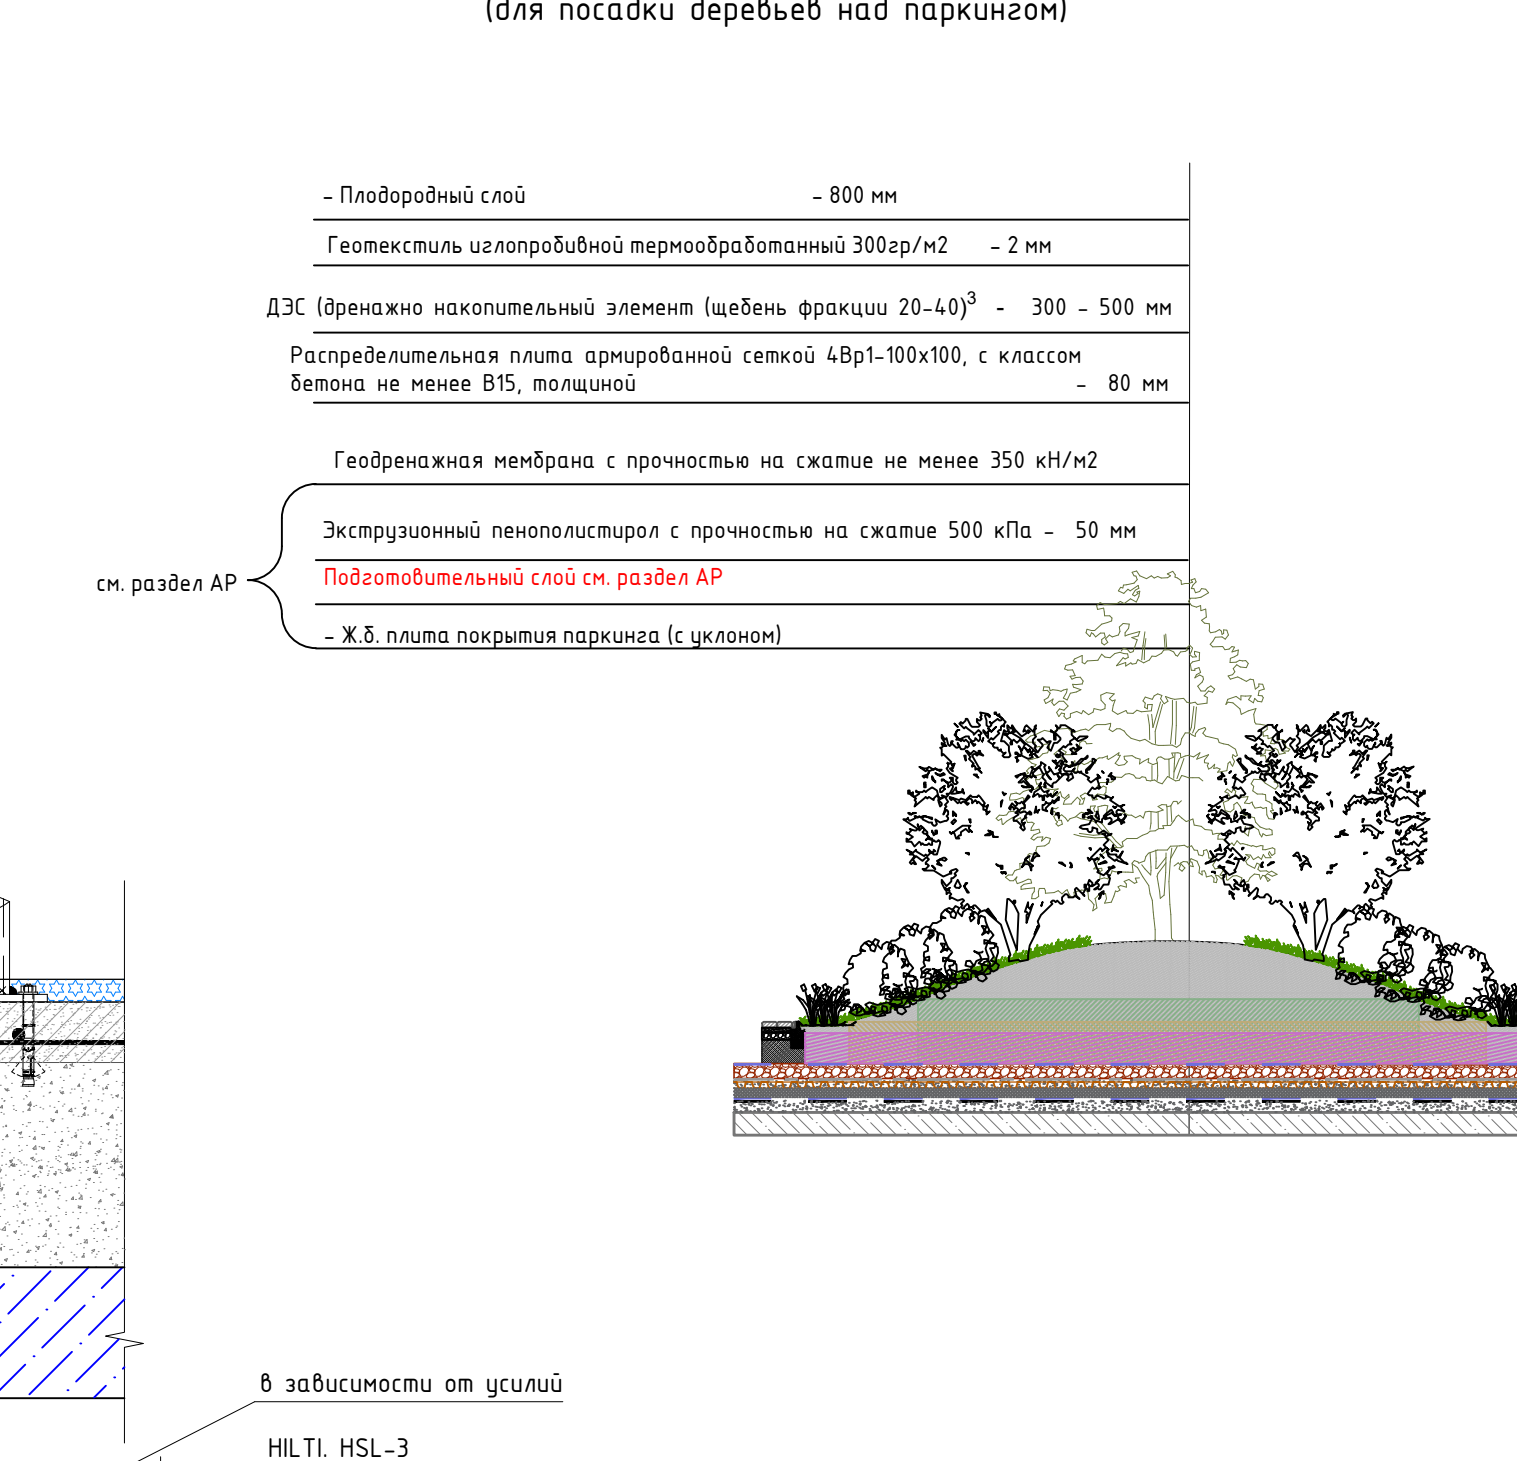 (для посадки деревьев над паркингом)
- Плодородный слой - 800 мм
Геотекстиль иглопробивной термообработанный 300гр/м2 - 2 мм
ДЭС (дренажно накопительный элемент (щебень фракции 20-40)³ - 300 - 500 мм
Распределительная плита армированной сеткой 4Вр1-100х100, с классом
бетона не менее В15, толщиной - 80 мм
Геодренажная мембрана с прочностью на сжатие не менее 350 кН/м2
Экструзионный пенополистирол с прочностью на сжатие 500 кПа - 50 мм
Подготовительный слой см. раздел АР
см. раздел АР
- Ж.б. плита покрытия паркинга (с уклоном)
в зависимости от усилий
HILTI. HSL-3